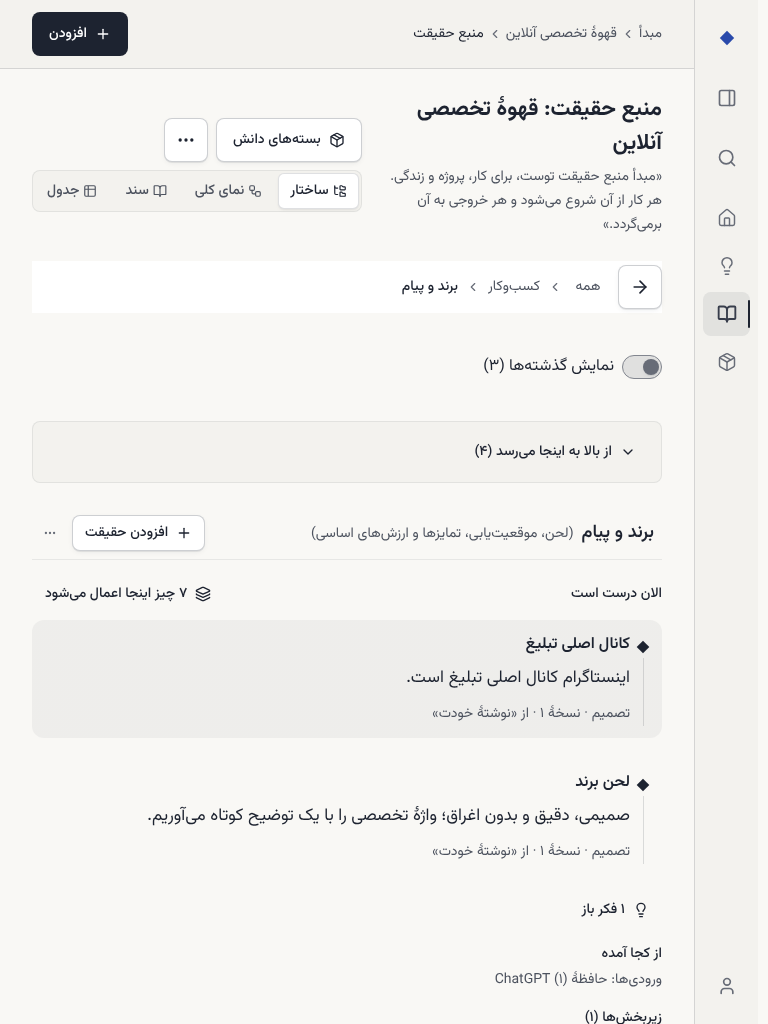 مبدأ › قهوهٔ تخصصی آنلاین › منبع حقیقت
افزودن
منبع حقیقت: قهوهٔ تخصصی
آنلاین
«مبدأ منبع حقیقت توست، برای کار، پروژه و زندگی.
هر کار از آن شروع می‌شود و هر خروجی به آن
برمی‌گردد.»
بسته‌های دانش
ساختار
نمای کلی
سند
جدول
همه › کسب‌وکار › برند و پیام
نمایش گذشته‌ها (۳)
از بالا به اینجا می‌رسد (۴)
برند و پیام (لحن، موقعیت‌یابی، تمایزها و ارزش‌های اساسی)
افزودن حقیقت
الان درست است
۷ چیز اینجا اعمال می‌شود
کانال اصلی تبلیغ
اینستاگرام کانال اصلی تبلیغ است.
تصمیم · نسخهٔ ۱ · از «نوشتهٔ خودت»
لحن برند
صمیمی، دقیق و بدون اغراق؛ واژهٔ تخصصی را با یک توضیح کوتاه می‌آوریم.
تصمیم · نسخهٔ ۱ · از «نوشتهٔ خودت»
۱ فکر باز
از کجا آمده
ورودی‌ها: حافظهٔ ChatGPT (۱)
زیربخش‌ها (۱)